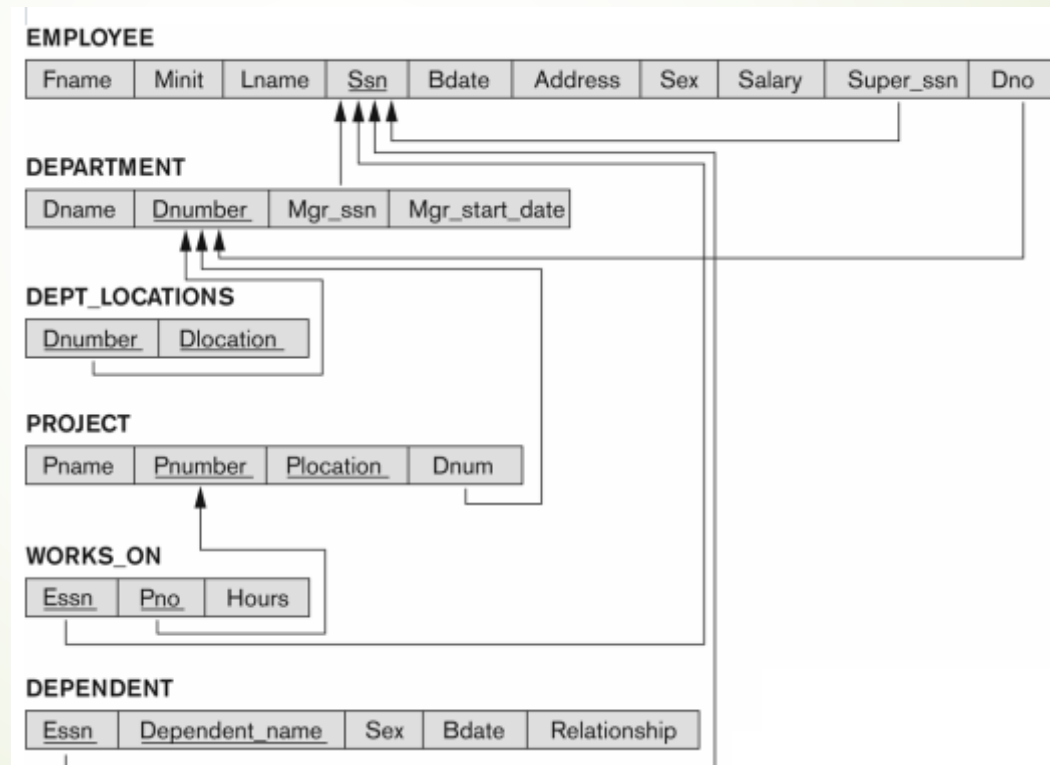 EMPLOYEE
Fname Minit Lname Ssn Bdate Address Sex Salary Super_ssn Dno
DEPARTMENT
Dname Dnumber Mgr_ssn Mgr_start_date
DEPT_LOCATIONS
Dnumber Dlocation
PROJECT
Pname Pnumber Plocation Dnum
WORKS_ON
Essn Pno Hours
DEPENDENT
Essn Dependent_name Sex Bdate Relationship